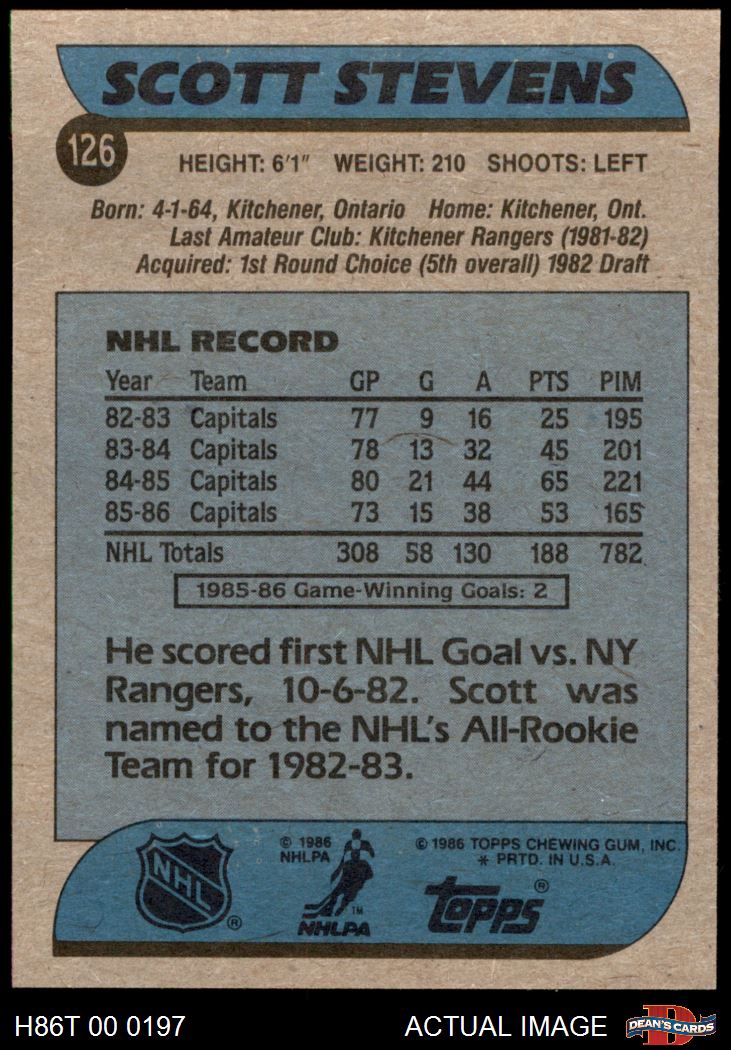 SCOTT STEVENS
126
HEIGHT: 6'1" WEIGHT: 210 SHOOTS: LEFT
Born: 4-1-64, Kitchener, Ontario Home: Kitchener, Ont.
Last Amateur Club: Kitchener Rangers (1981-82)
Acquired: 1st Round Choice (5th overall) 1982 Draft
NHL RECORD
Year Team GP G A PTS PIM
82-83 Capitals 77 9 16 25 195
83-84 Capitals 78 13 32 45 201
84-85 Capitals 80 21 44 65 221
85-86 Capitals 73 15 38 53 165
NHL Totals 308 58 130 188 782
1985-86 Game-Winning Goals: 2
He scored first NHL Goal vs. NY
Rangers, 10-6-82. Scott was
named to the NHL's All-Rookie
Team for 1982-83.
NHL ®
© 1986
NHLPA
TM
NHLPA
© 1986 TOPPS CHEWING GUM, INC.
* PRTD. IN U.S.A.
topps ®
H86T 00 0197 ACTUAL IMAGE
D
DEAN'S CARDS